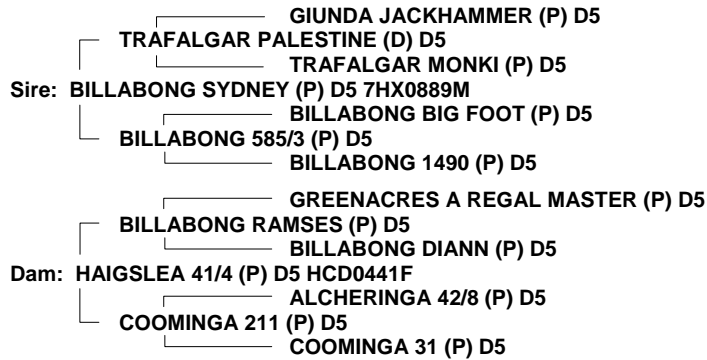 GIUNDA JACKHAMMER (P) D5
TRAFALGAR PALESTINE (D) D5
TRAFALGAR MONKI (P) D5
Sire: BILLABONG SYDNEY (P) D5 7HX0889M
BILLABONG BIG FOOT (P) D5
BILLABONG 585/3 (P) D5
BILLABONG 1490 (P) D5
GREENACRES A REGAL MASTER (P) D5
BILLABONG RAMSES (P) D5
BILLABONG DIANN (P) D5
Dam: HAIGSLEA 41/4 (P) D5 HCD0441F
ALCHERINGA 42/8 (P) D5
COOMINGA 211 (P) D5
COOMINGA 31 (P) D5